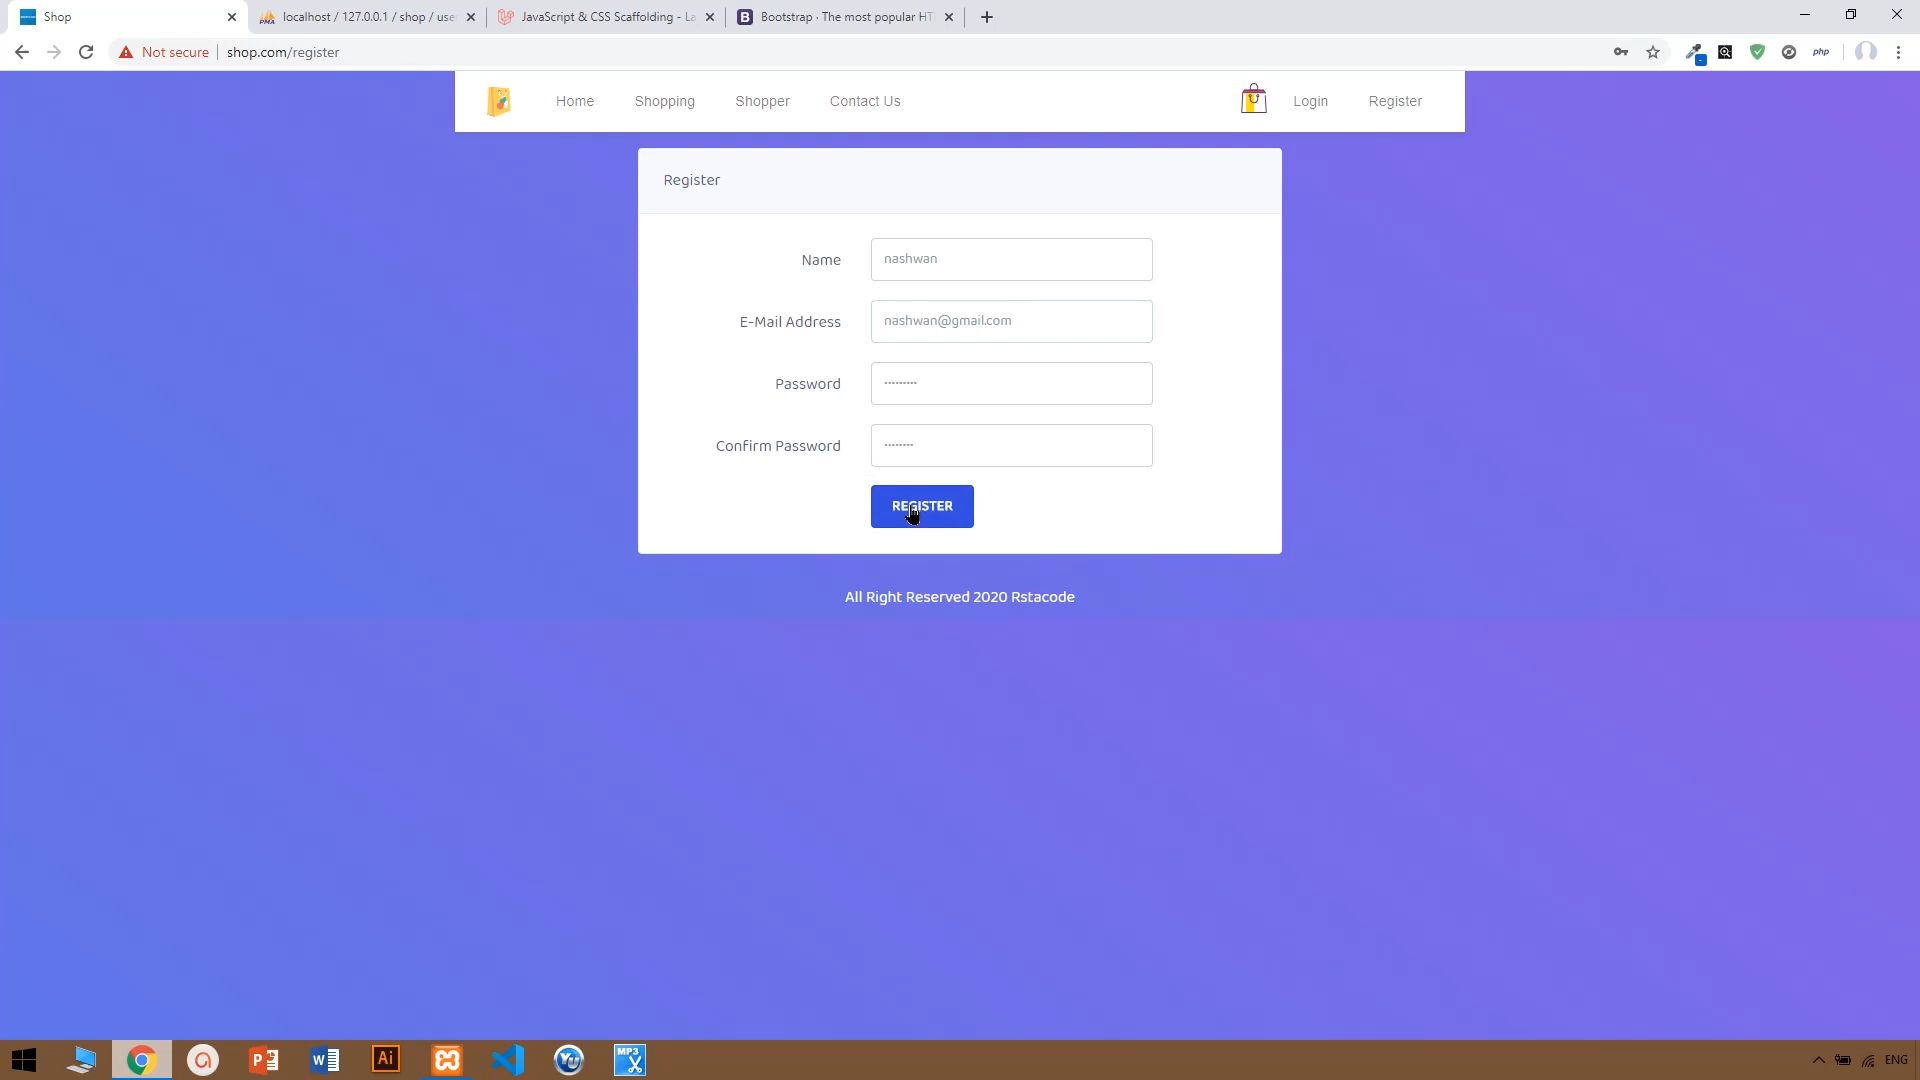 Shop
localhost / 127.0.0.1 / shop / use
JavaScript & CSS Scaffolding - La
Bootstrap · The most popular HT
Not secure
shop.com/register
php
Home
Shopping
Shopper
Contact Us
Login
Register
Register
Name
nashwan
E-Mail Address
nashwan@gmail.com
Password
Confirm Password
REGISTER
All Right Reserved 2020 Rstacode
Ai
MP3
ENG